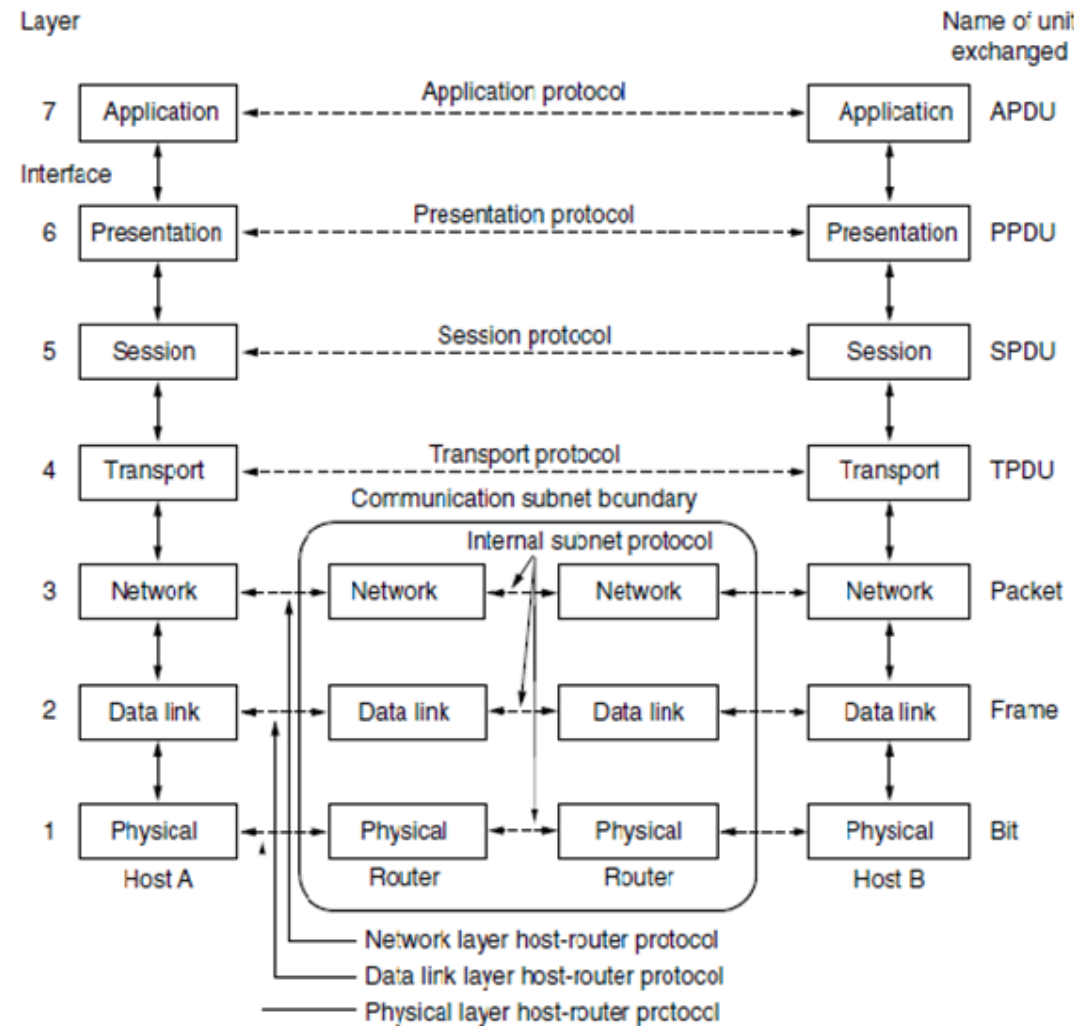 Layer
Name of unit
exchanged
Application protocol
7 Application Application APDU
Interface
Presentation protocol
6 Presentation Presentation PPDU
Session protocol
5 Session Session SPDU
Transport protocol
4 Transport Transport TPDU
Communication subnet boundary
Internal subnet protocol
3 Network Network Network Network Packet
2 Data link Data link Data link Data link Frame
1 Physical Physical Physical Physical Bit
Host A Router Router Host B
Network layer host-router protocol
Data link layer host-router protocol
Physical layer host-router protocol